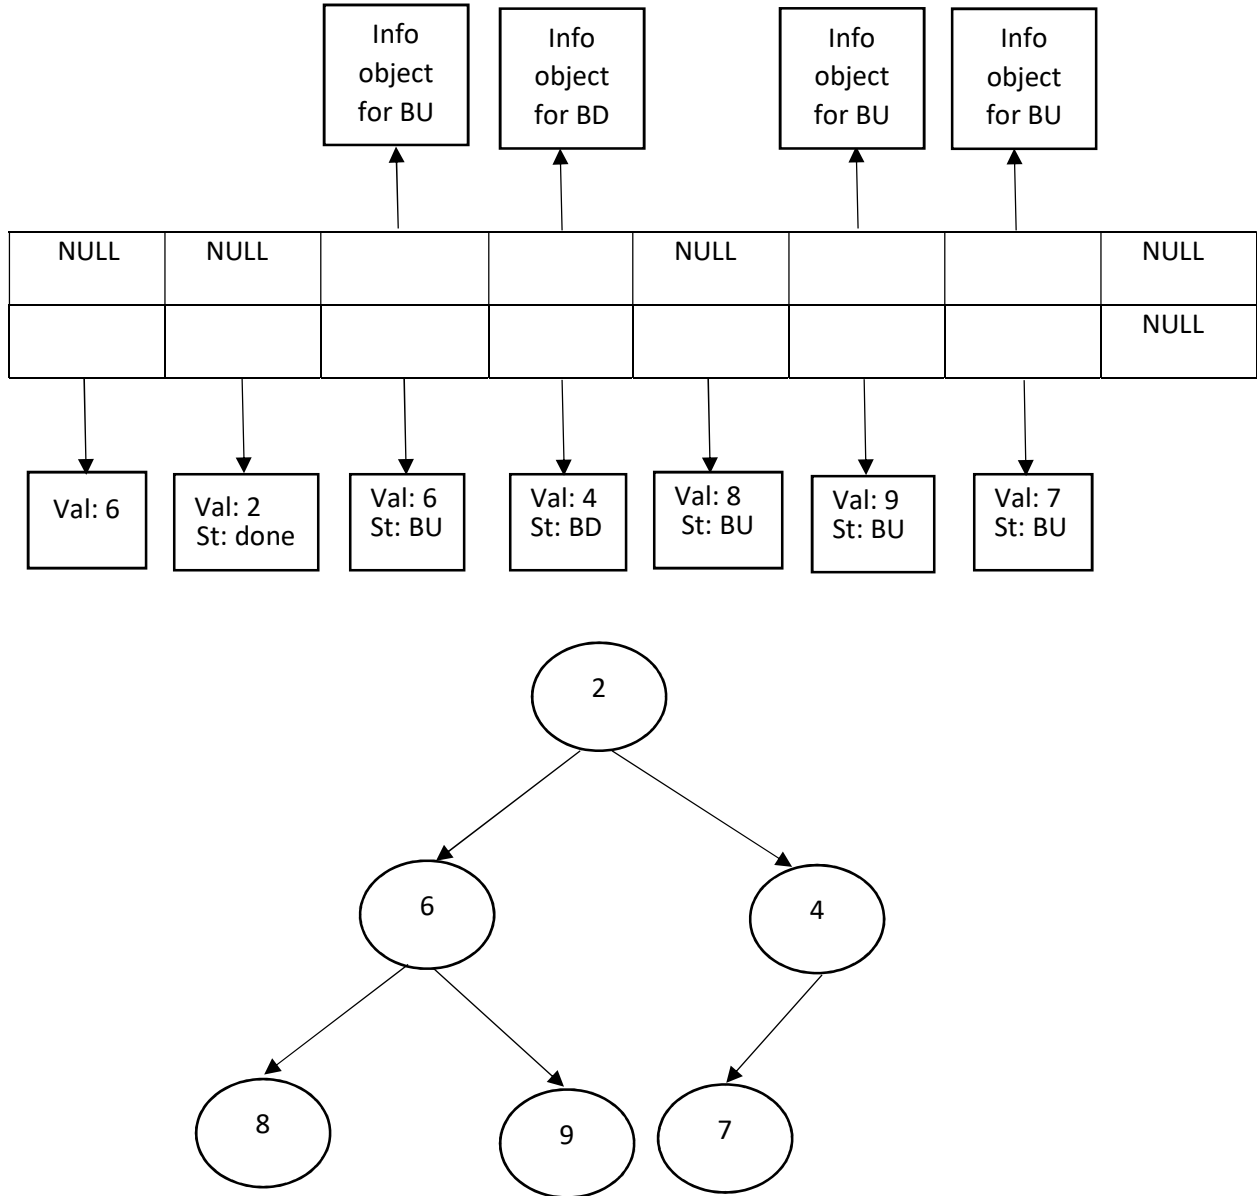 Info
object
for BU
Info
object
for BD
Info
object
for BU
Info
object
for BU
NULL
NULL
NULL
NULL
NULL
Val: 6
Val: 2
St: done
Val: 6
St: BU
Val: 4
St: BD
Val: 8
St: BU
Val: 9
St: BU
Val: 7
St: BU
2
6
4
8
9
7